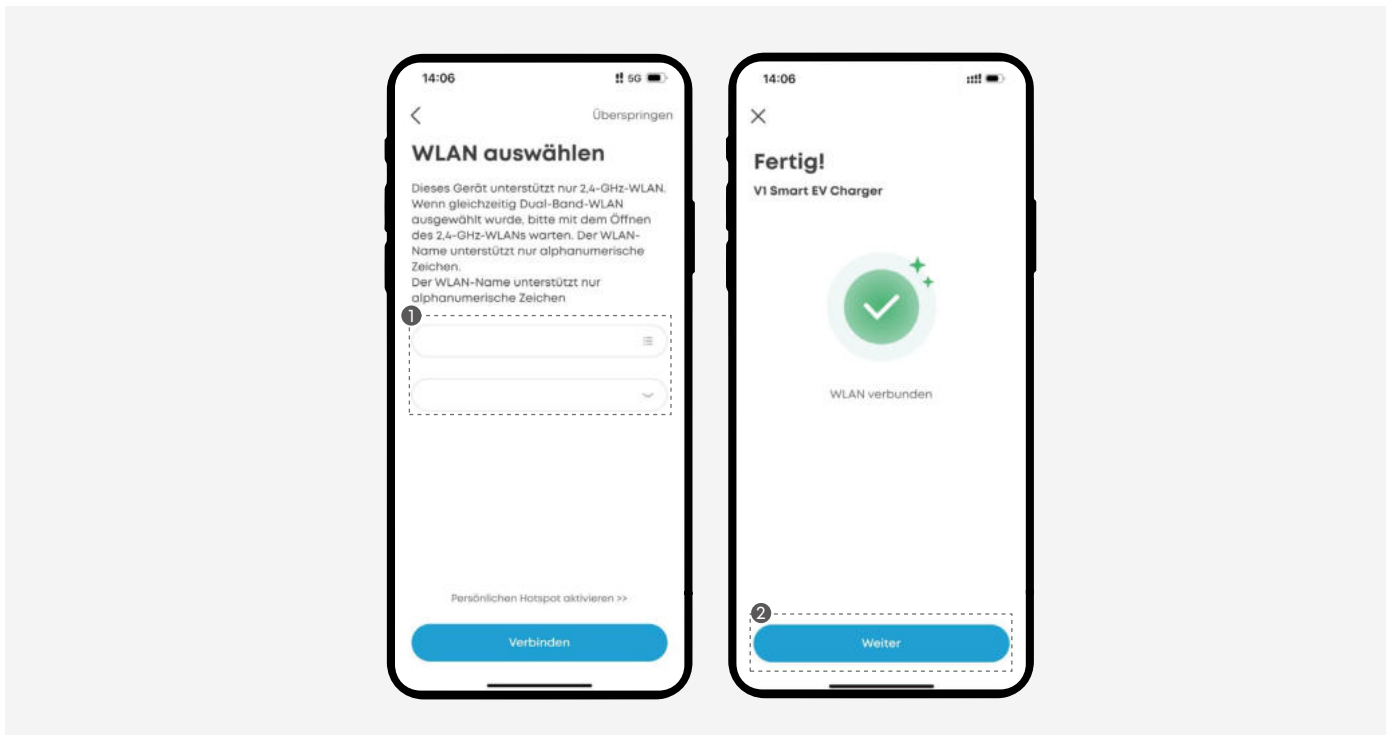 14:06
5G
Überspringen
WLAN auswählen
Dieses Gerät unterstützt nur 2,4-GHz-WLAN.
Wenn gleichzeitig Dual-Band-WLAN
ausgewählt wurde, bitte mit dem Öffnen
des 2,4-GHz-WLANs warten. Der WLAN-
Name unterstützt nur alphanumerische
Zeichen.
Der WLAN-Name unterstützt nur
alphanumerische Zeichen
1
Persönlichen Hotspot aktivieren >>
Verbinden
14:06
Fertig!
V1 Smart EV Charger
WLAN verbunden
2
Weiter